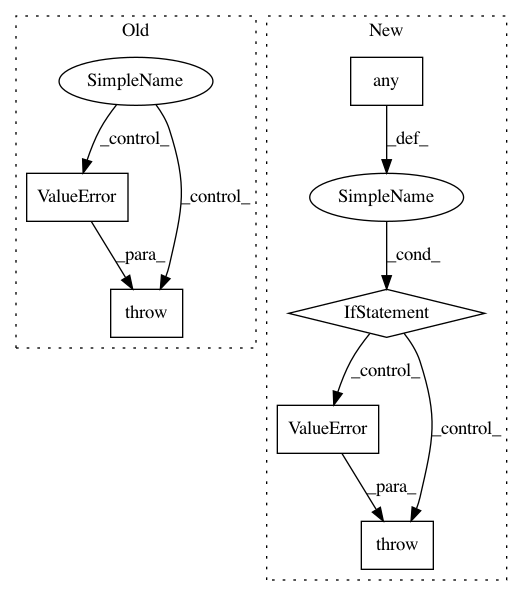 Old
SimpleName
_control_
_control_
ValueError
_para_
throw
New
any
_def_
SimpleName
_cond_
IfStatement
_control_
_control_
ValueError
_para_
throw